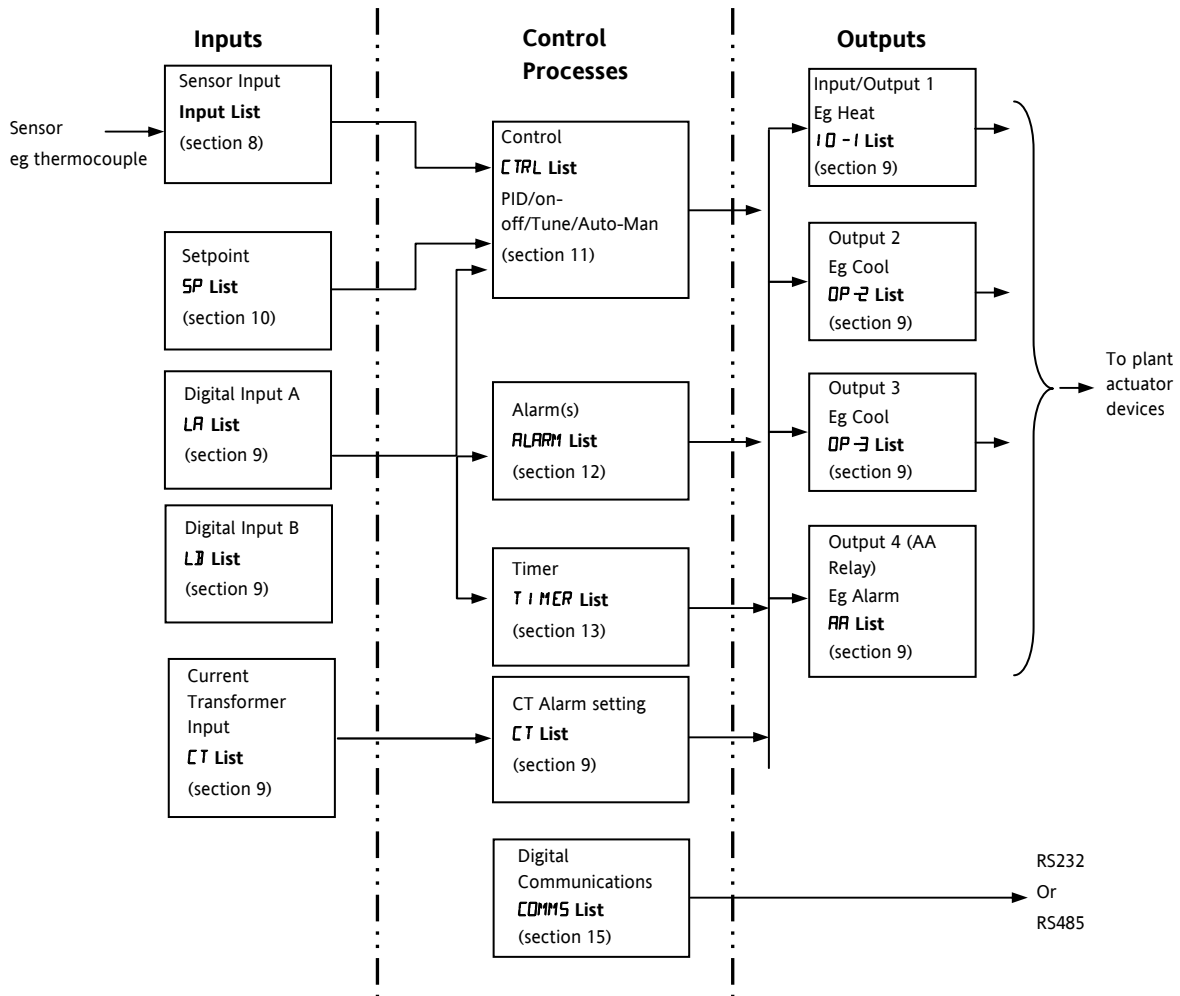 Inputs
Control
Processes
Outputs
Sensor
eg thermocouple
Sensor Input
Input List
(section 8)
Setpoint
SP List
(section 10)
Digital Input A
LA List
(section 9)
Digital Input B
LB List
(section 9)
Current
Transformer
Input
CT List
(section 9)
Control
CTRL List
PID/on-
off/Tune/Auto-Man
(section 11)
Alarm(s)
ALARM List
(section 12)
Timer
TIMER List
(section 13)
CT Alarm setting
CT List
(section 9)
Digital
Communications
COMMS List
(section 15)
Input/Output 1
Eg Heat
IO-1 List
(section 9)
Output 2
Eg Cool
OP-2 List
(section 9)
Output 3
Eg Cool
OP-3 List
(section 9)
Output 4 (AA
Relay)
Eg Alarm
AA List
(section 9)
To plant
actuator
devices
RS232
Or
RS485